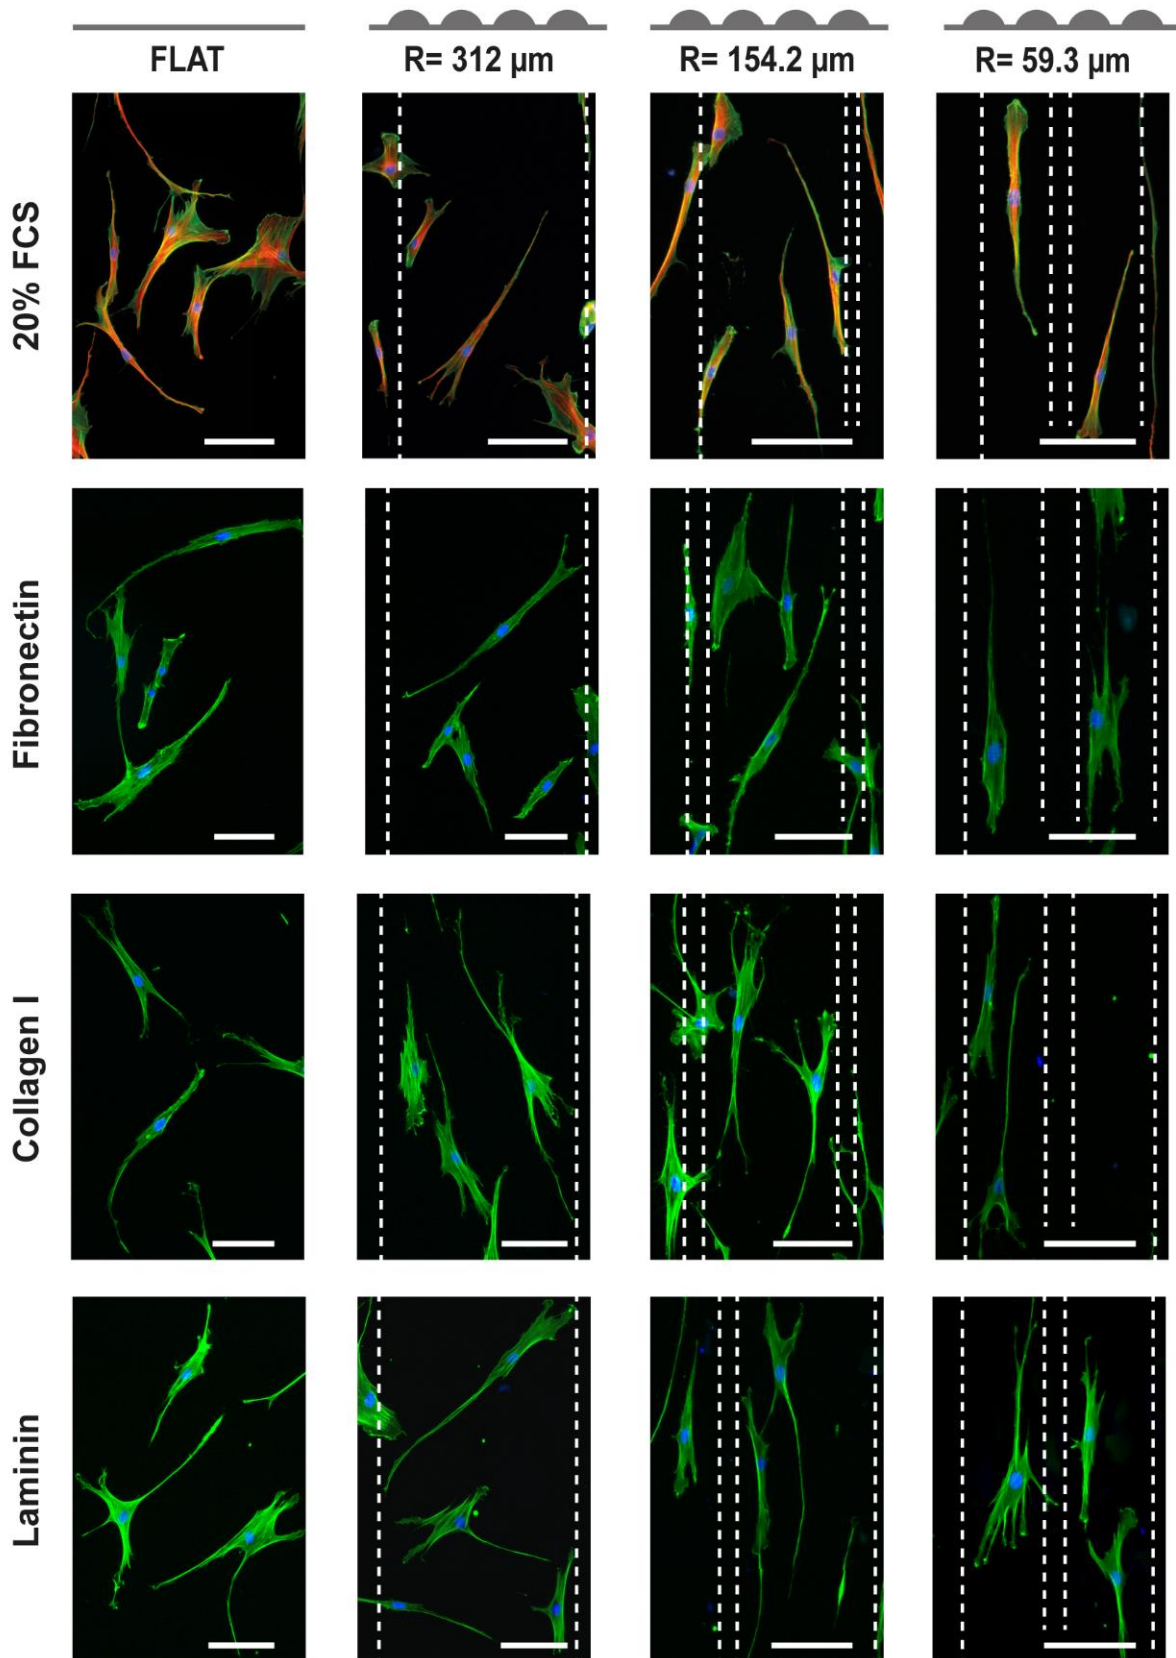 FLAT
R= 312 µm
R= 154.2 µm
R= 59.3 µm
20% FCS
Fibronectin
Collagen I
Laminin